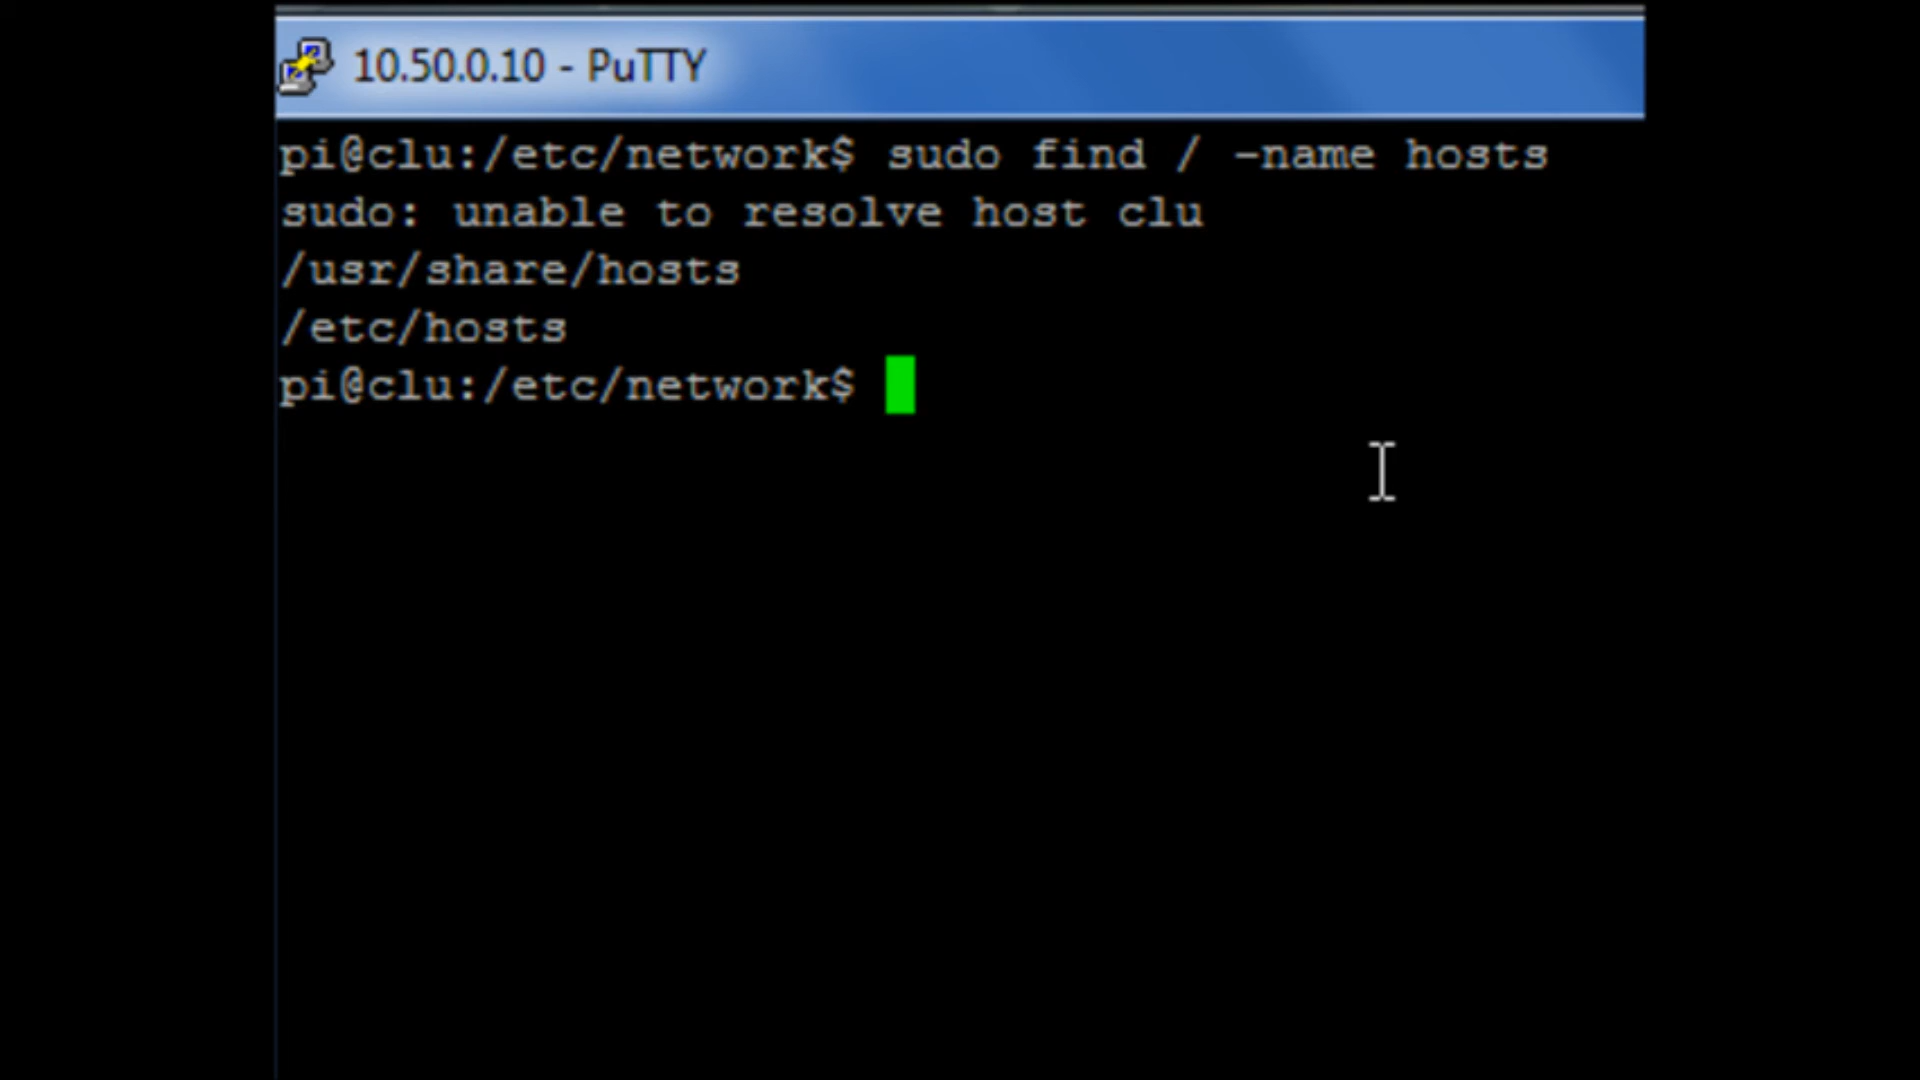 10.50.0.10 - PuTTY
pi@clu:/etc/network$ sudo find / -name hosts
sudo: unable to resolve host clu
/usr/share/hosts
/etc/hosts
pi@clu:/etc/network$